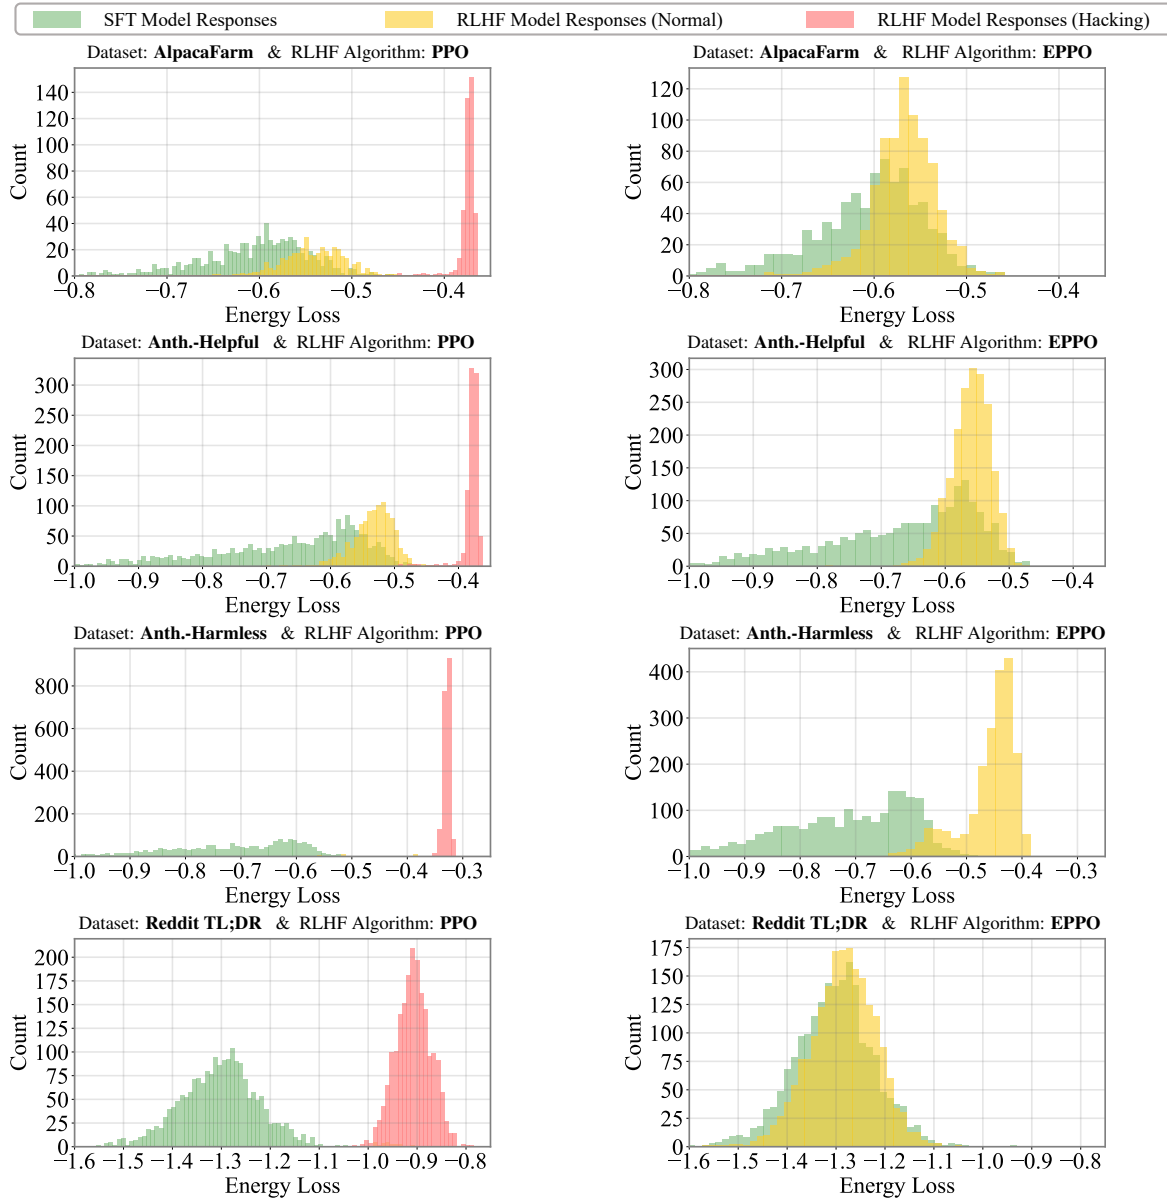 SFT Model Responses
RLHF Model Responses (Normal)
RLHF Model Responses (Hacking)
Dataset: AlpacaFarm & RLHF Algorithm: PPO
Count
140
120
100
80
60
40
20
0
−0.8 −0.7 −0.6 −0.5 −0.4
Energy Loss
Dataset: AlpacaFarm & RLHF Algorithm: EPPO
Count
120
100
80
60
40
20
0
−0.8 −0.7 −0.6 −0.5 −0.4
Energy Loss
Dataset: Anth.-Helpful & RLHF Algorithm: PPO
Count
300
250
200
150
100
50
0
−1.0 −0.9 −0.8 −0.7 −0.6 −0.5 −0.4
Energy Loss
Dataset: Anth.-Helpful & RLHF Algorithm: EPPO
Count
300
250
200
150
100
50
0
−1.0 −0.9 −0.8 −0.7 −0.6 −0.5 −0.4
Energy Loss
Dataset: Anth.-Harmless & RLHF Algorithm: PPO
Count
800
600
400
200
0
−1.0 −0.9 −0.8 −0.7 −0.6 −0.5 −0.4 −0.3
Energy Loss
Dataset: Anth.-Harmless & RLHF Algorithm: EPPO
Count
400
300
200
100
0
−1.0 −0.9 −0.8 −0.7 −0.6 −0.5 −0.4 −0.3
Energy Loss
Dataset: Reddit TL;DR & RLHF Algorithm: PPO
Count
200
175
150
125
100
75
50
25
0
−1.6 −1.5 −1.4 −1.3 −1.2 −1.1 −1.0 −0.9 −0.8
Energy Loss
Dataset: Reddit TL;DR & RLHF Algorithm: EPPO
Count
175
150
125
100
75
50
25
0
−1.6 −1.5 −1.4 −1.3 −1.2 −1.1 −1.0 −0.9 −0.8
Energy Loss